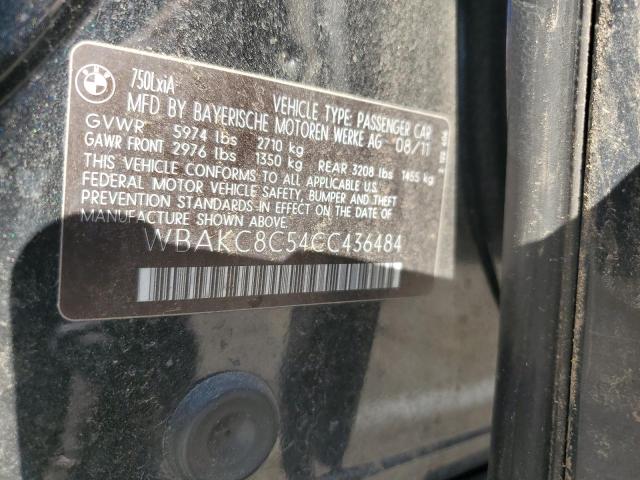 BMW
750LxiA
VEHICLE TYPE: PASSENGER CAR
MFD BY BAYERISCHE MOTOREN WERKE AG 08/11
GVWR 5974 lbs 2710 kg
GAWR FRONT 2976 lbs 1350 kg REAR 3208 lbs 1455 kg
THIS VEHICLE CONFORMS TO ALL APPLICABLE U.S.
FEDERAL MOTOR VEHICLE SAFETY, BUMPER AND THEFT
PREVENTION STANDARDS IN EFFECT ON THE DATE OF
MANUFACTURE SHOWN ABOVE.
WBAKC8C54CC436484